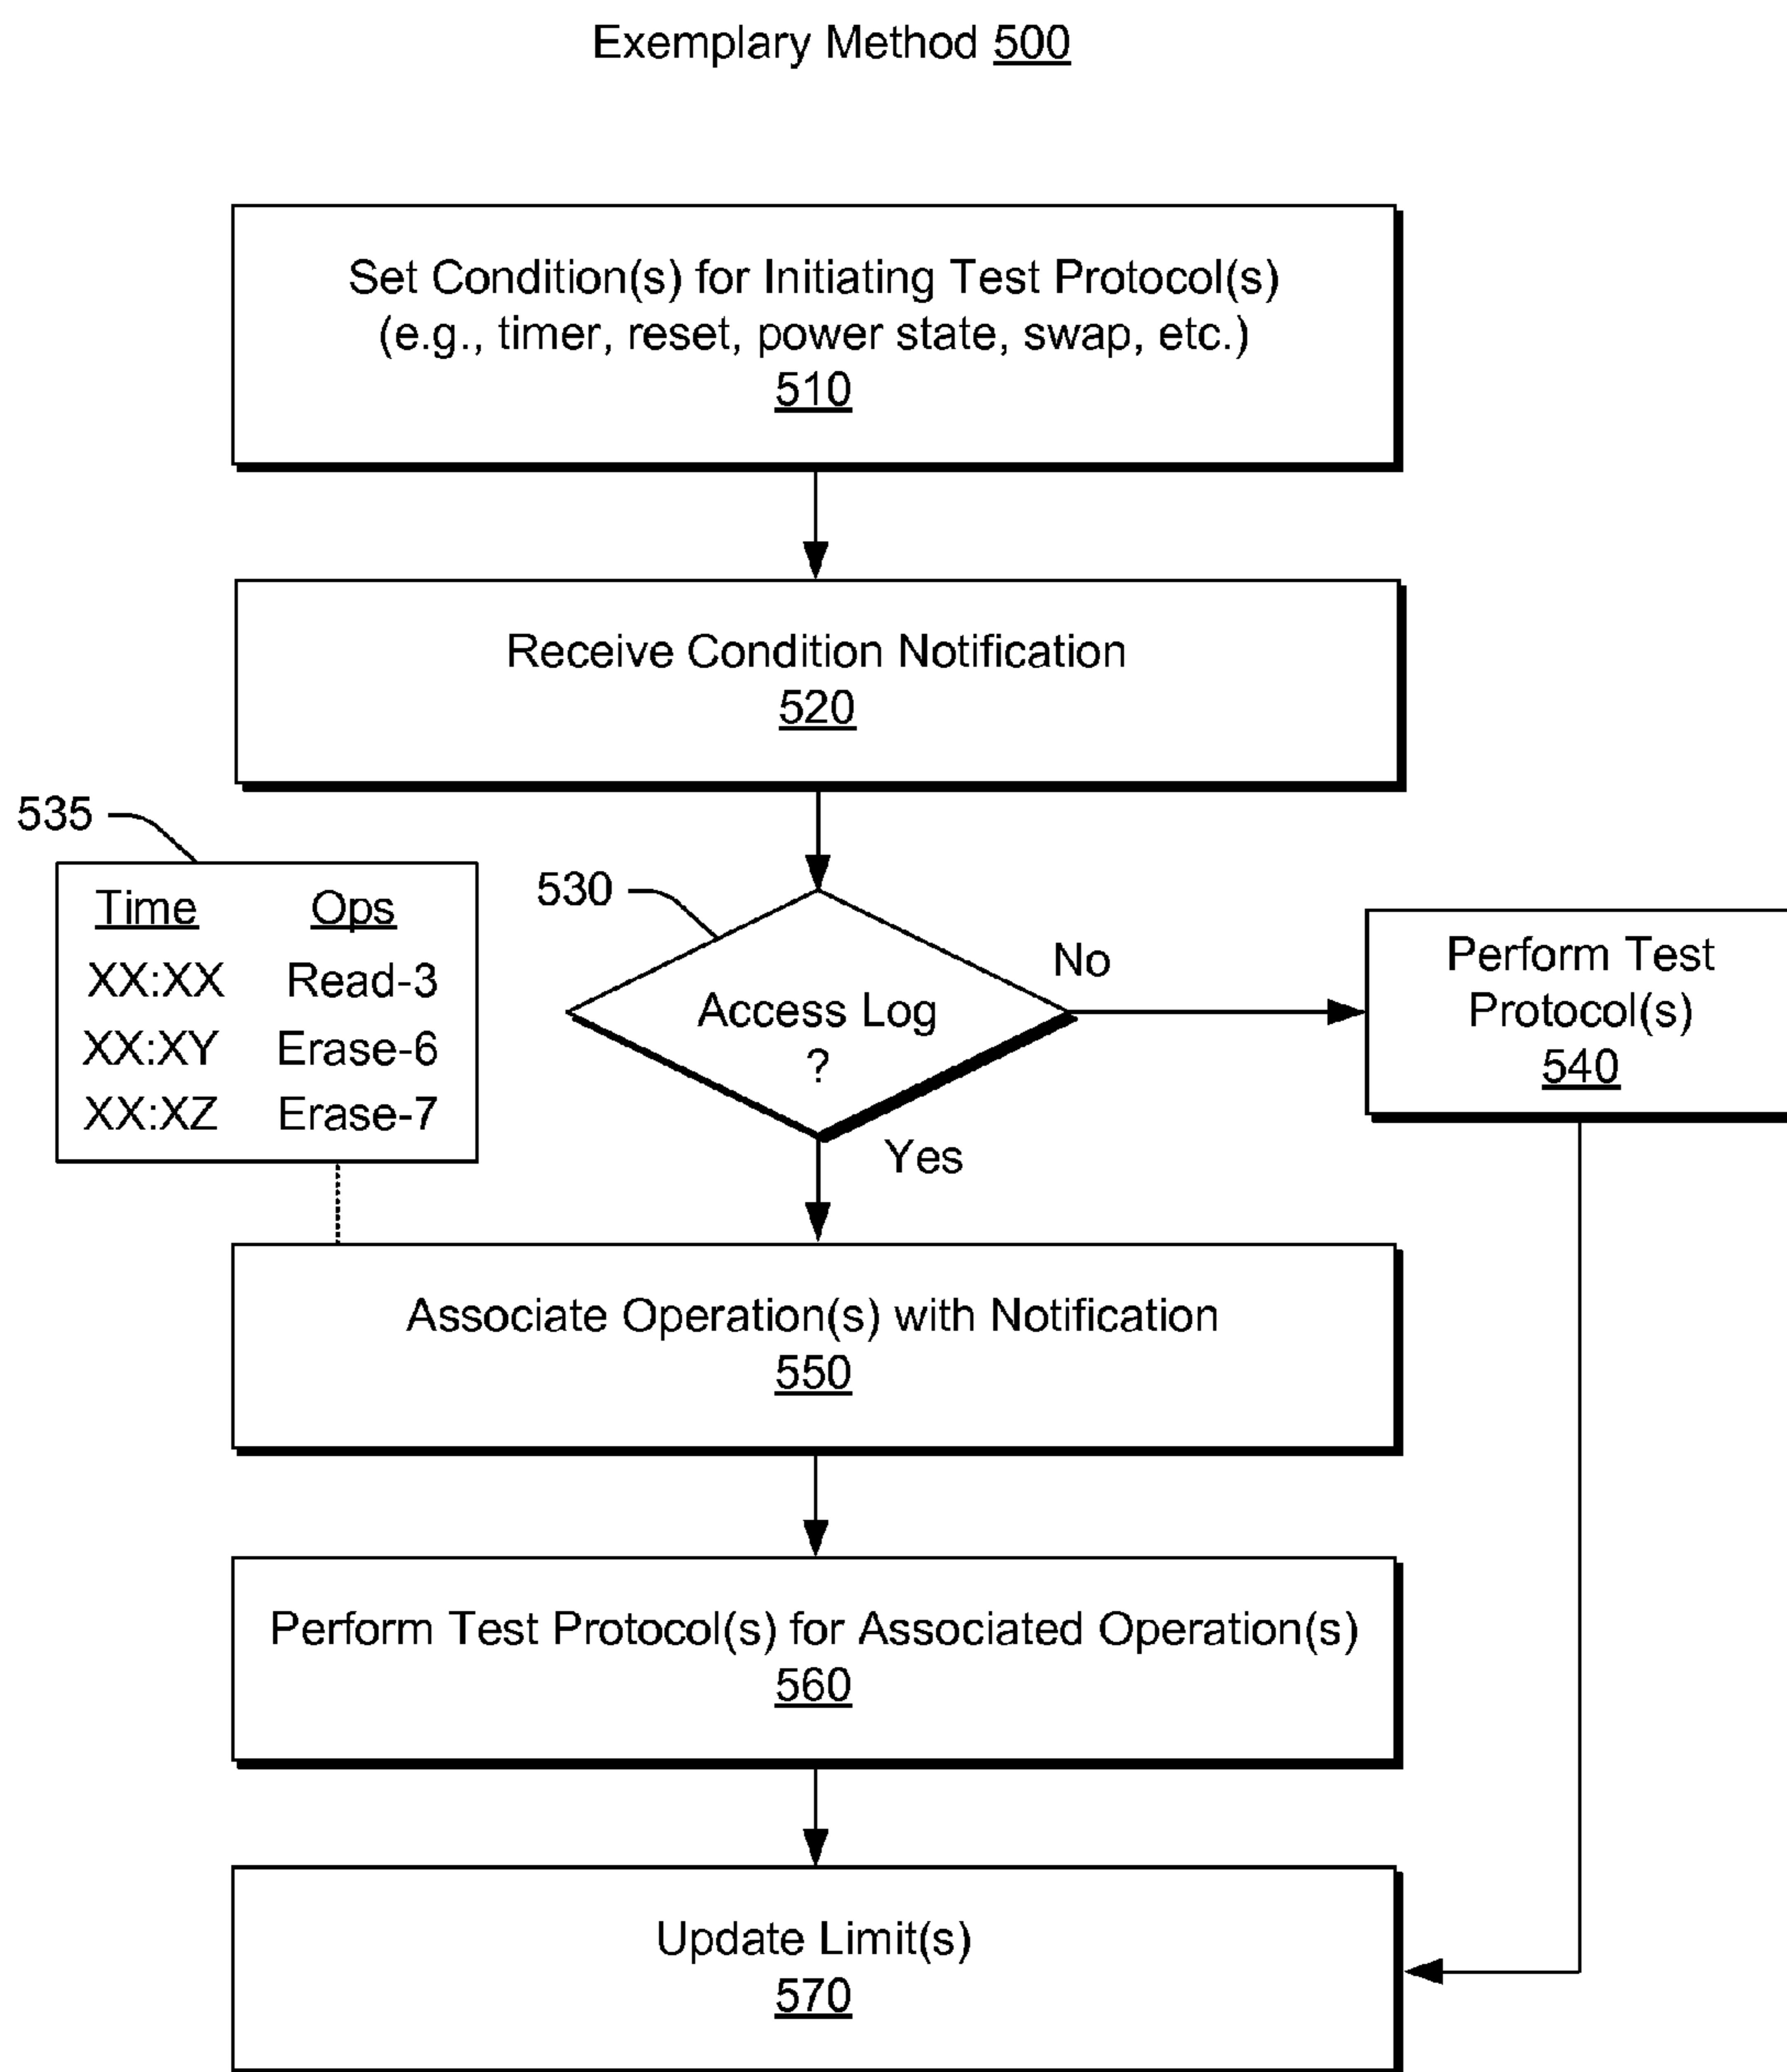 Exemplary Method 500
Set Condition(s) for Initiating Test Protocol(s)
(e.g., timer, reset, power state, swap, etc.)
510
Receive Condition Notification
520
535
Time Ops
XX:XX Read-3
XX:XY Erase-6
XX:XZ Erase-7
530
Access Log
?
No
Yes
Perform Test
Protocol(s)
540
Associate Operation(s) with Notification
550
Perform Test Protocol(s) for Associated Operation(s)
560
Update Limit(s)
570